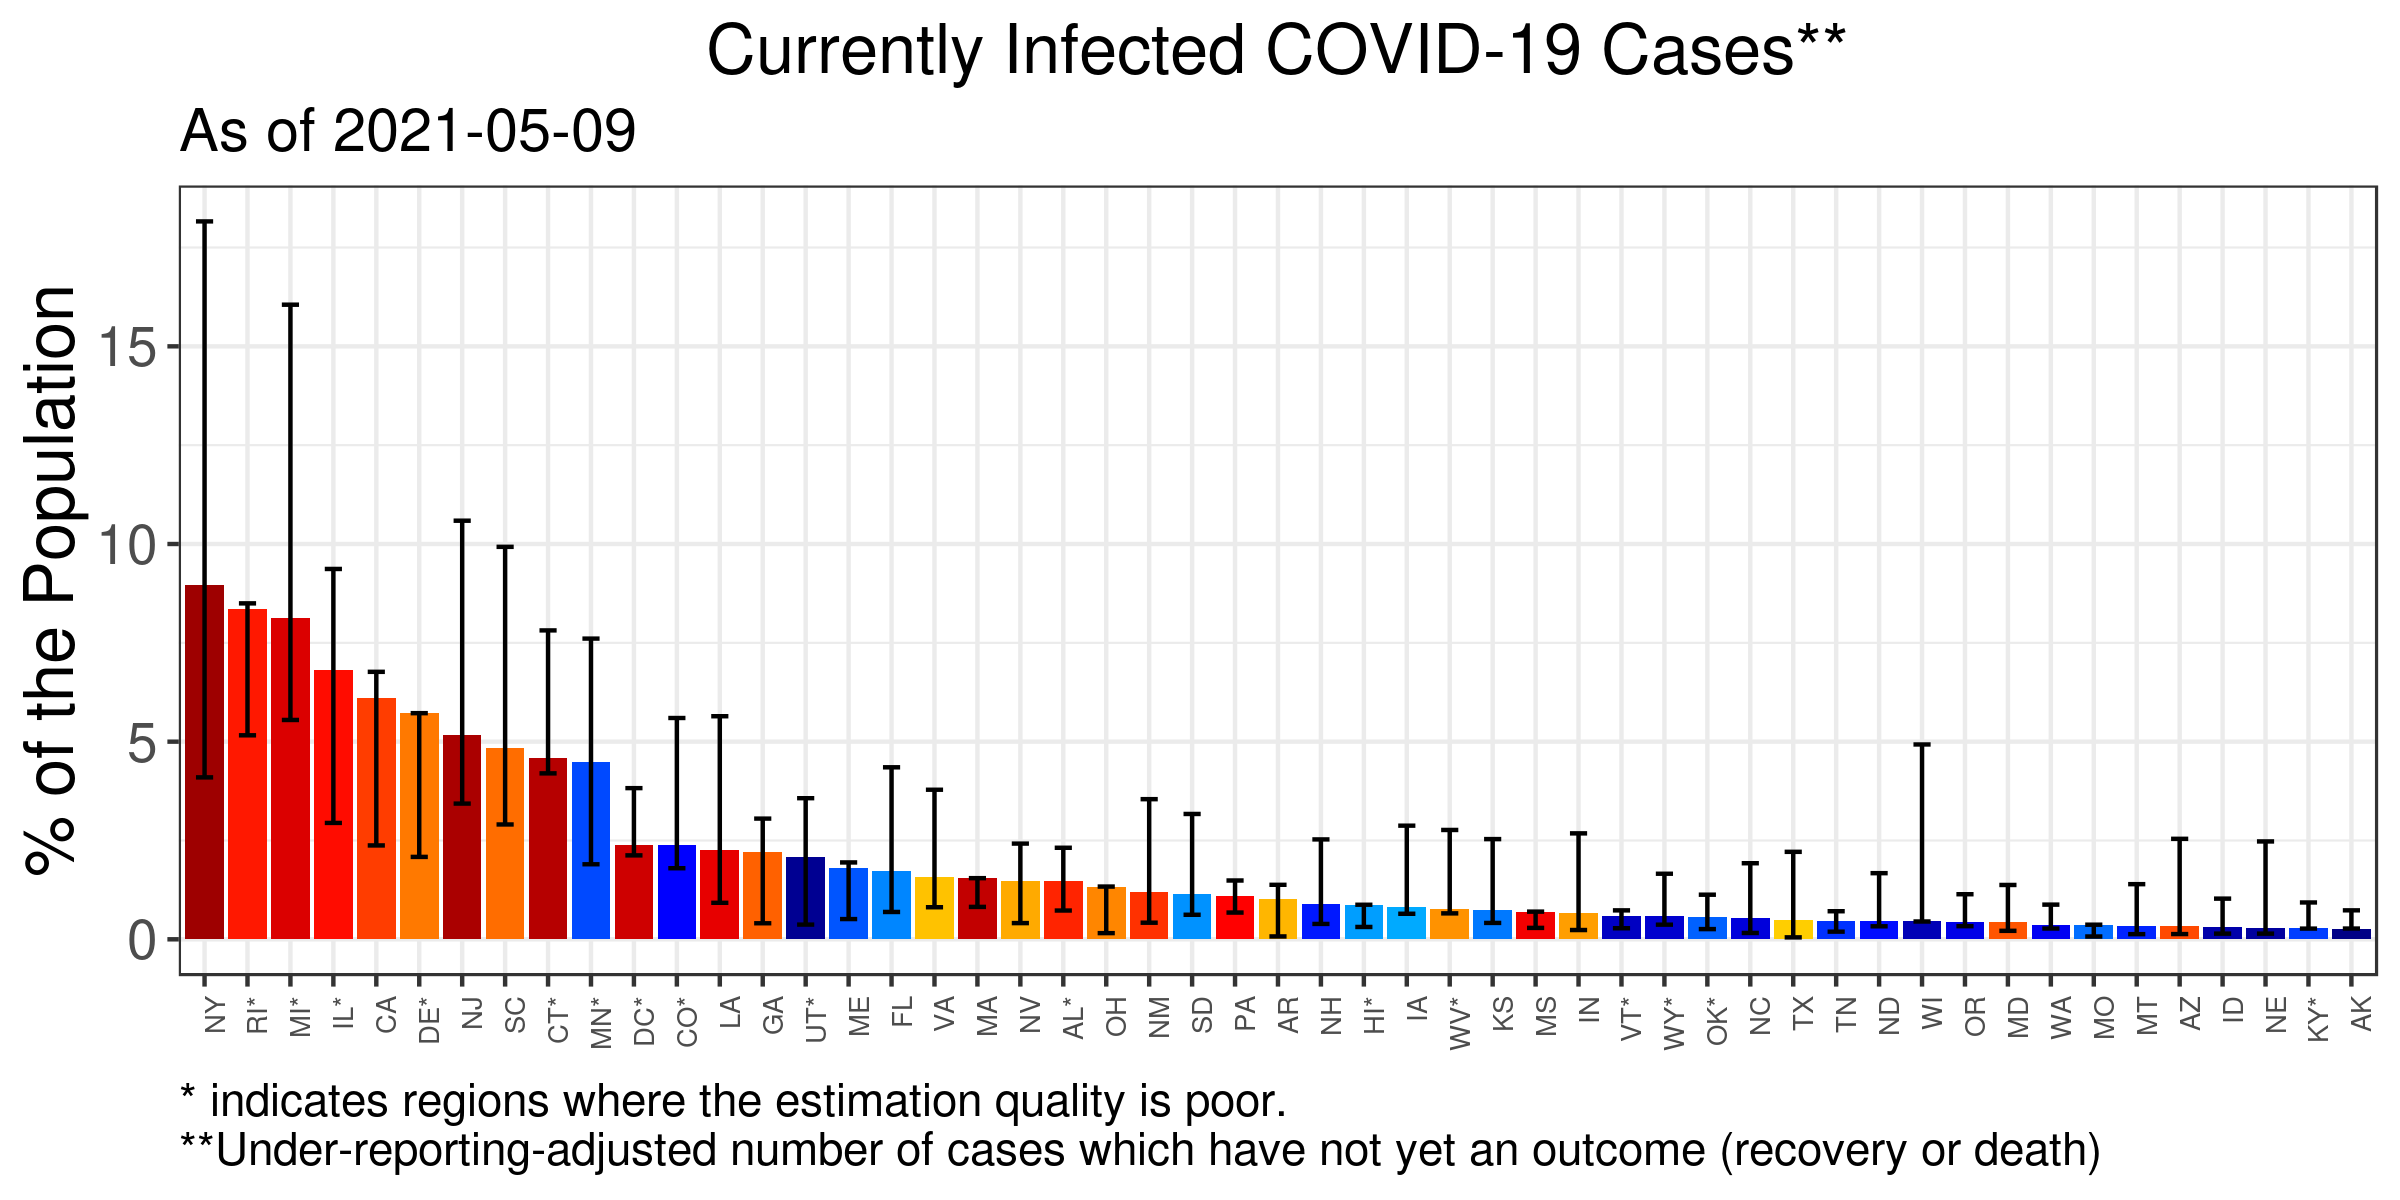 Currently Infected COVID-19 Cases**
As of 2021-05-09
% of the Population
15
10
5
0
NY RI* MI* IL* CA DE* NJ SC CT* MN* DC* CO* LA GA UT* ME FL VA MA NV AL* OH NM SD PA AR NH HI* IA WV* KS MS IN VT* WY* OK* NC TX TN ND WI OR MD WA MO MT AZ ID NE KY* AK
* indicates regions where the estimation quality is poor.
**Under-reporting-adjusted number of cases which have not yet an outcome (recovery or death)